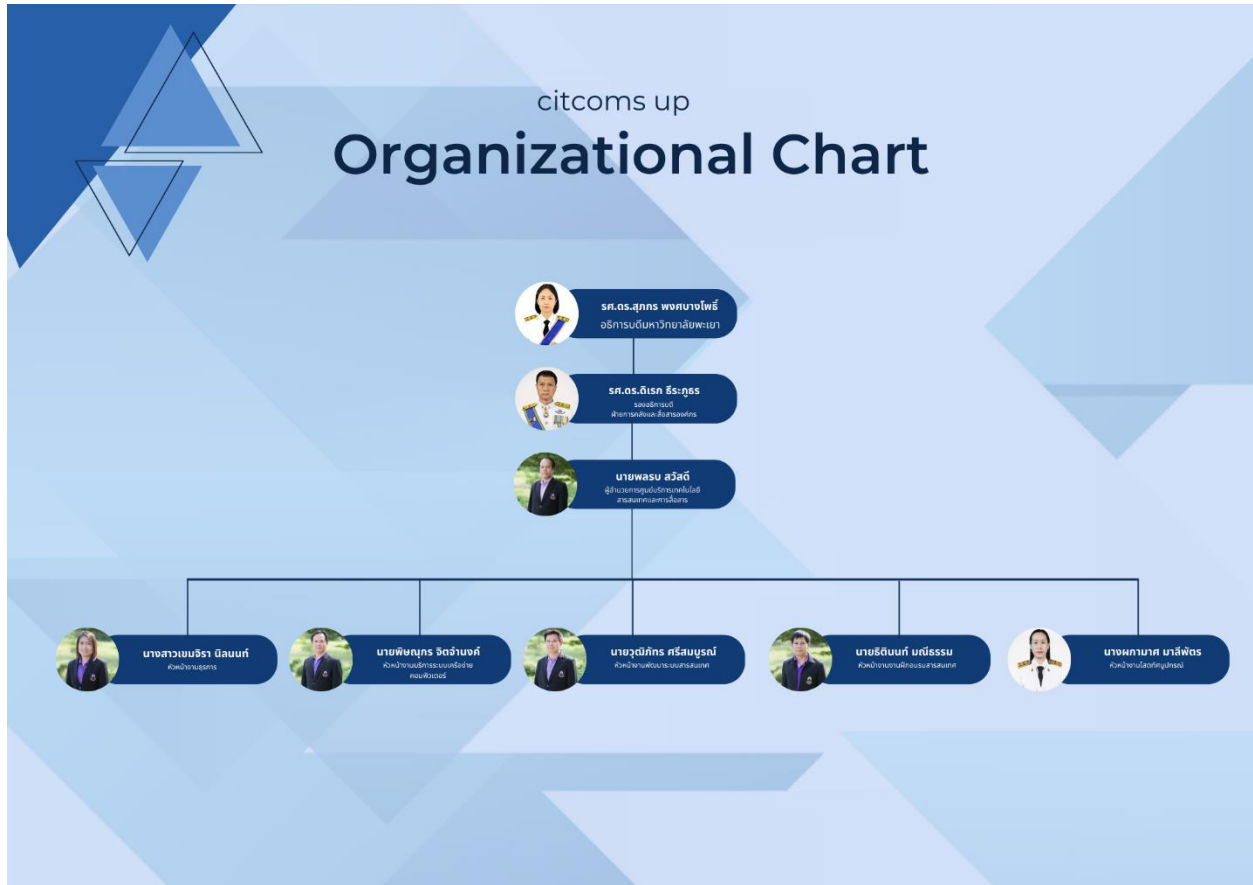 citcoms up
Organizational Chart
รศ.ดร.สุภกร พงศบางโพธิ์
อธิการบดีมหาวิทยาลัยพะเยา
รศ.ดร.ดิเรก ธีระภูธร
รองอธิการบดี
ฝ่ายการคลังและสื่อสารองค์กร
นายพลรบ สวัสดี
ผู้อำนวยการศูนย์บริการเทคโนโลยี
สารสนเทศและการสื่อสาร
นางสาวเขมจิรา นิลนนท์
หัวหน้างานธุรการ
นายพิษณุกร จิตจำนงค์
หัวหน้างานบริการระบบเครือข่าย
คอมพิวเตอร์
นายวุฒิภัทร ศรีสมบูรณ์
หัวหน้างานพัฒนาระบบสารสนเทศ
นายธิตินนท์ มณีธรรม
หัวหน้างานงานฝึกอบรมสารสนเทศ
นางผกามาศ มาลีพัตร
หัวหน้างานโสตทัศนูปกรณ์